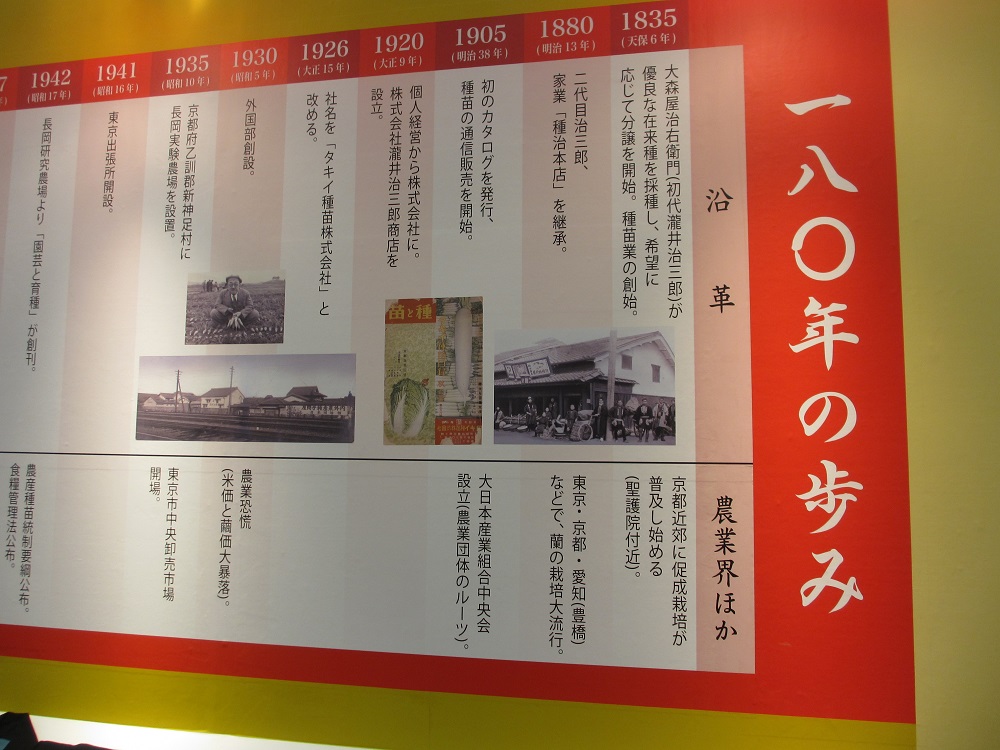 一八〇年の歩み
沿革
農業界ほか
1835
(天保6年)
大森屋治右衛門(初代瀧井治三郎)が
優良な在来種を採種し、希望に
応じて分譲を開始。種苗業の創始。
京都近郊に促成栽培が
普及し始める
(聖護院付近)。
1880
(明治13年)
二代目治三郎、
家業「種治本店」を継承。
東京・京都・愛知(豊橋)
などで、蘭の栽培大流行。
1905
(明治38年)
初のカタログを発行、
種苗の通信販売を開始。
大日本産業組合中央会
設立(農業団体のルーツ)。
1920
(大正9年)
個人経営から株式会社に。
株式会社瀧井治三郎商店を
設立。
苗と種
1926
(大正15年)
社名を「タキイ種苗株式会社」と
改める。
1930
(昭和5年)
外国部創設。
農業恐慌
(米価と繭価大暴落)。
1935
(昭和10年)
京都府乙訓郡新神足村に
長岡実験農場を設置。
東京市中央卸売市場
開場。
1941
(昭和16年)
東京出張所開設。
1942
(昭和17年)
長岡研究農場より「園芸と育種」が創刊。
農産種苗統制要綱公布。
食糧管理法公布。
7
年)